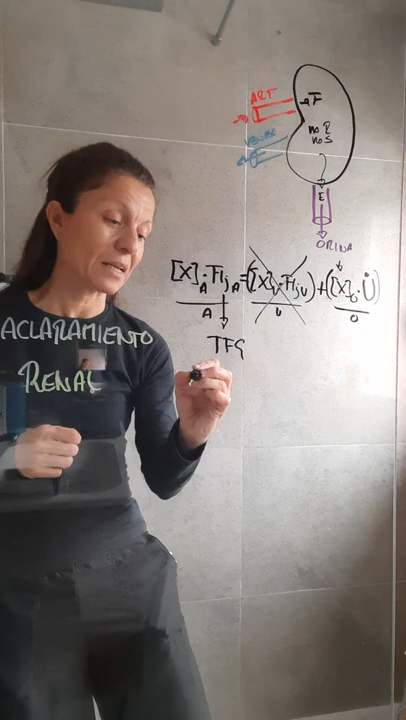 ART
F
VENA
no R
no S
E
ORINA
[X]A · FljA = ([X]V · FljV) + ([X]O · U̇)
A V O
TFG
ACLARAMIENTO
RENAL